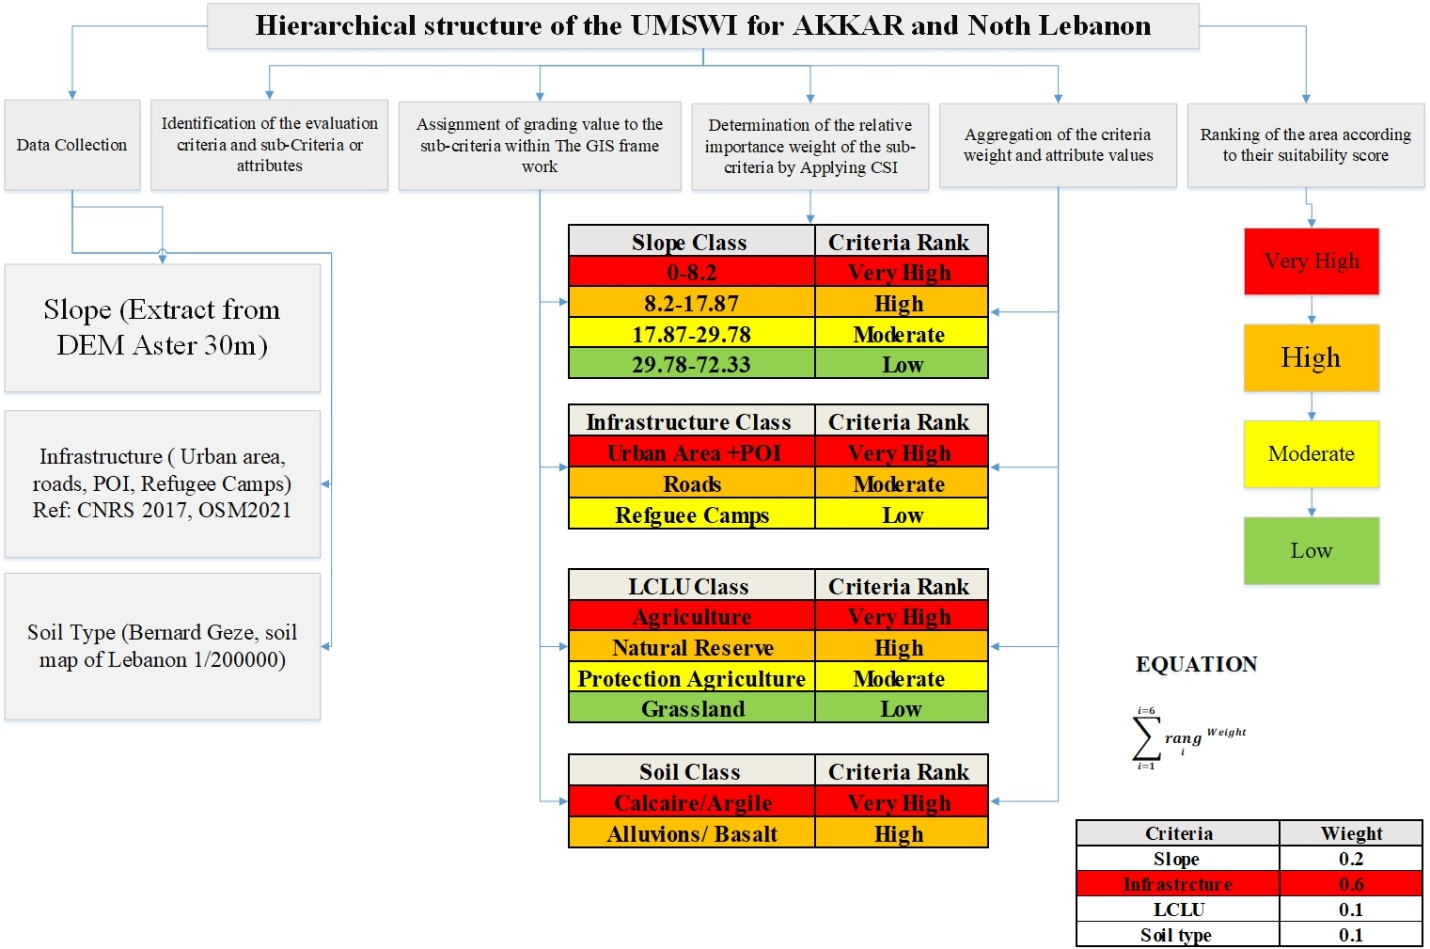 Hierarchical structure of the UMSWI for AKKAR and Noth Lebanon
Data Collection
Identification of the evaluation
criteria and sub-Criteria or
attributes
Assignment of grading value to the
sub-criteria within The GIS frame
work
Determination of the relative
importance weight of the sub-
criteria by Applying CSI
Aggregation of the criteria
weight and attribute values
Ranking of the area according
to their suitability score
Slope (Extract from
DEM Aster 30m)
Infrastructure ( Urban area,
roads, POI, Refugee Camps)
Ref: CNRS 2017, OSM2021
Soil Type (Bernard Geze, soil
map of Lebanon 1/200000)
Slope Class Criteria Rank
0-8.2 Very High
8.2-17.87 High
17.87-29.78 Moderate
29.78-72.33 Low
Infrastructure Class Criteria Rank
Urban Area +POI Very High
Roads Moderate
Refguee Camps Low
LCLU Class Criteria Rank
Agriculture Very High
Natural Reserve High
Protection Agriculture Moderate
Grassland Low
Soil Class Criteria Rank
Calcaire/Argile Very High
Alluvions/ Basalt High
Very High
High
Moderate
Low
EQUATION
i=6
∑ rang Weight
i
i=1
Criteria Wieght
Slope 0.2
Infrastrcture 0.6
LCLU 0.1
Soil type 0.1